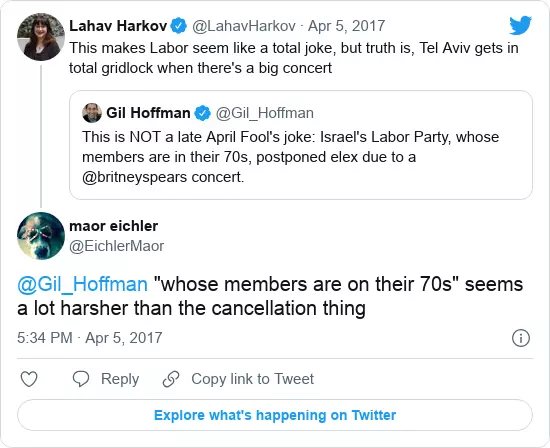 Lahav Harkov @LahavHarkov · Apr 5, 2017
This makes Labor seem like a total joke, but truth is, Tel Aviv gets in
total gridlock when there's a big concert
Gil Hoffman @Gil_Hoffman
This is NOT a late April Fool's joke: Israel's Labor Party, whose
members are in their 70s, postponed elex due to a
@britneyspears concert.
maor eichler
@EichlerMaor
@Gil_Hoffman "whose members are on their 70s" seems
a lot harsher than the cancellation thing
5:34 PM · Apr 5, 2017
Reply
Copy link to Tweet
Explore what's happening on Twitter